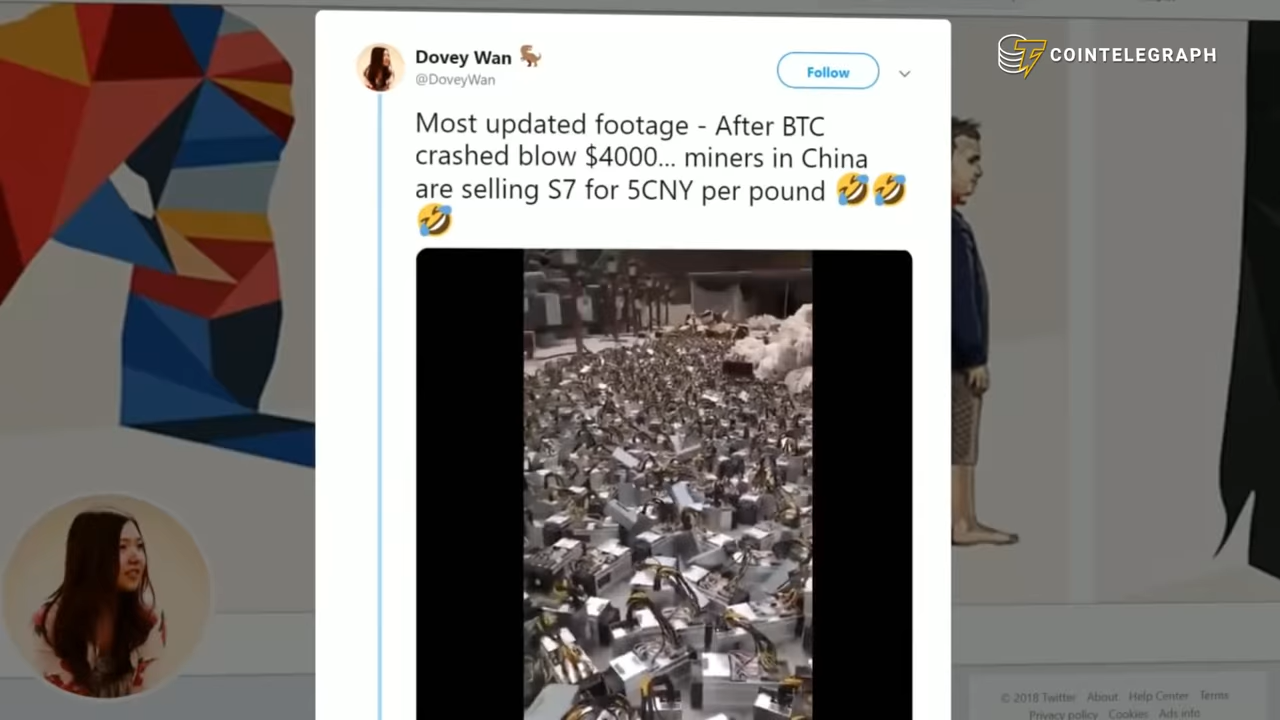 COINTELEGRAPH
Dovey Wan 🦖
@DoveyWan
Follow
Most updated footage - After BTC
crashed blow $4000... miners in China
are selling S7 for 5CNY per pound 🤣🤣
🤣
© 2018 Twitter About Help Center Terms
Privacy policy Cookies Ads info